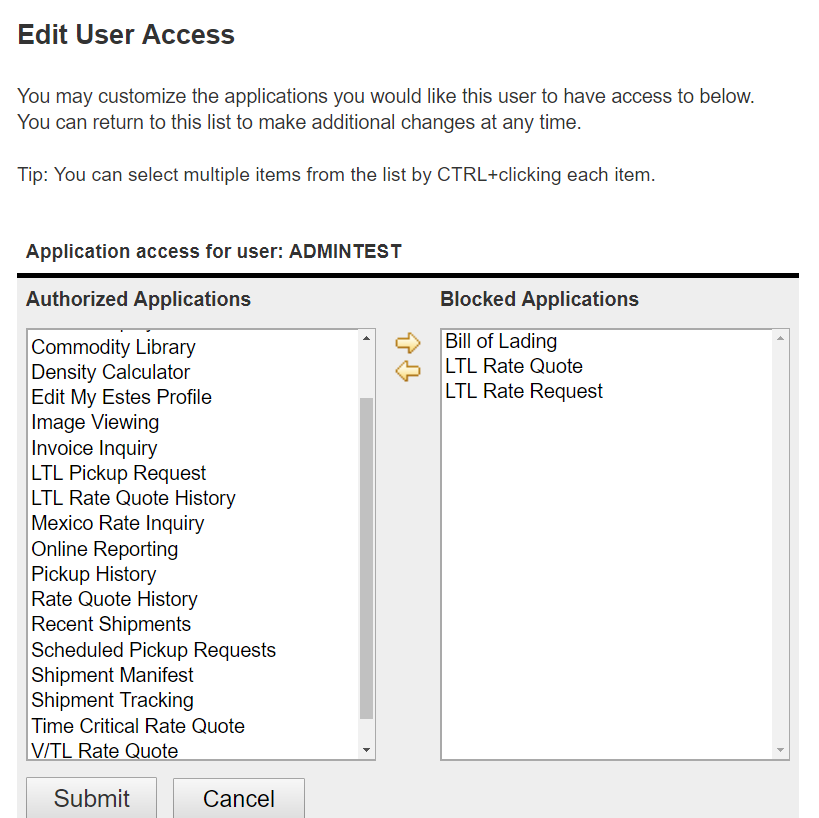 Edit User Access
You may customize the applications you would like this user to have access to below.
You can return to this list to make additional changes at any time.
Tip: You can select multiple items from the list by CTRL+clicking each item.
Application access for user: ADMINTEST
Authorized Applications
Commodity Library
Density Calculator
Edit My Estes Profile
Image Viewing
Invoice Inquiry
LTL Pickup Request
LTL Rate Quote History
Mexico Rate Inquiry
Online Reporting
Pickup History
Rate Quote History
Recent Shipments
Scheduled Pickup Requests
Shipment Manifest
Shipment Tracking
Time Critical Rate Quote
V/TL Rate Quote
Blocked Applications
Bill of Lading
LTL Rate Quote
LTL Rate Request
Submit
Cancel